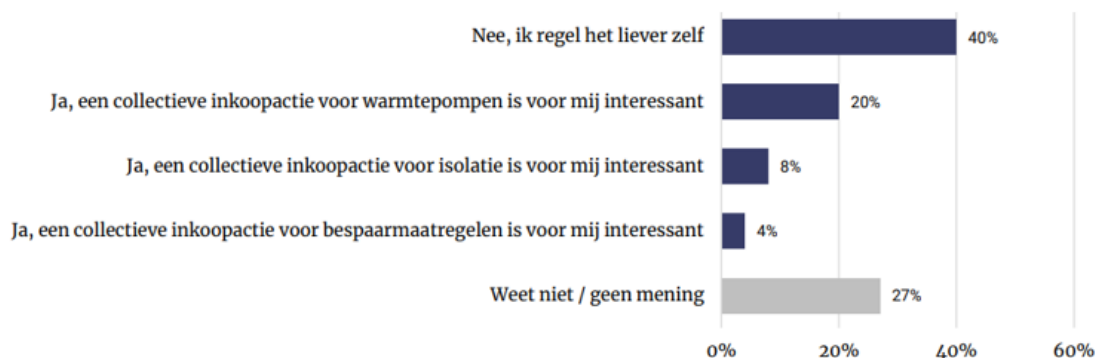 Nee, ik regel het liever zelf 40%
Ja, een collectieve inkoopactie voor warmtepompen is voor mij interessant 20%
Ja, een collectieve inkoopactie voor isolatie is voor mij interessant 8%
Ja, een collectieve inkoopactie voor bespaarmaatregelen is voor mij interessant 4%
Weet niet / geen mening 27%
0% 20% 40% 60%